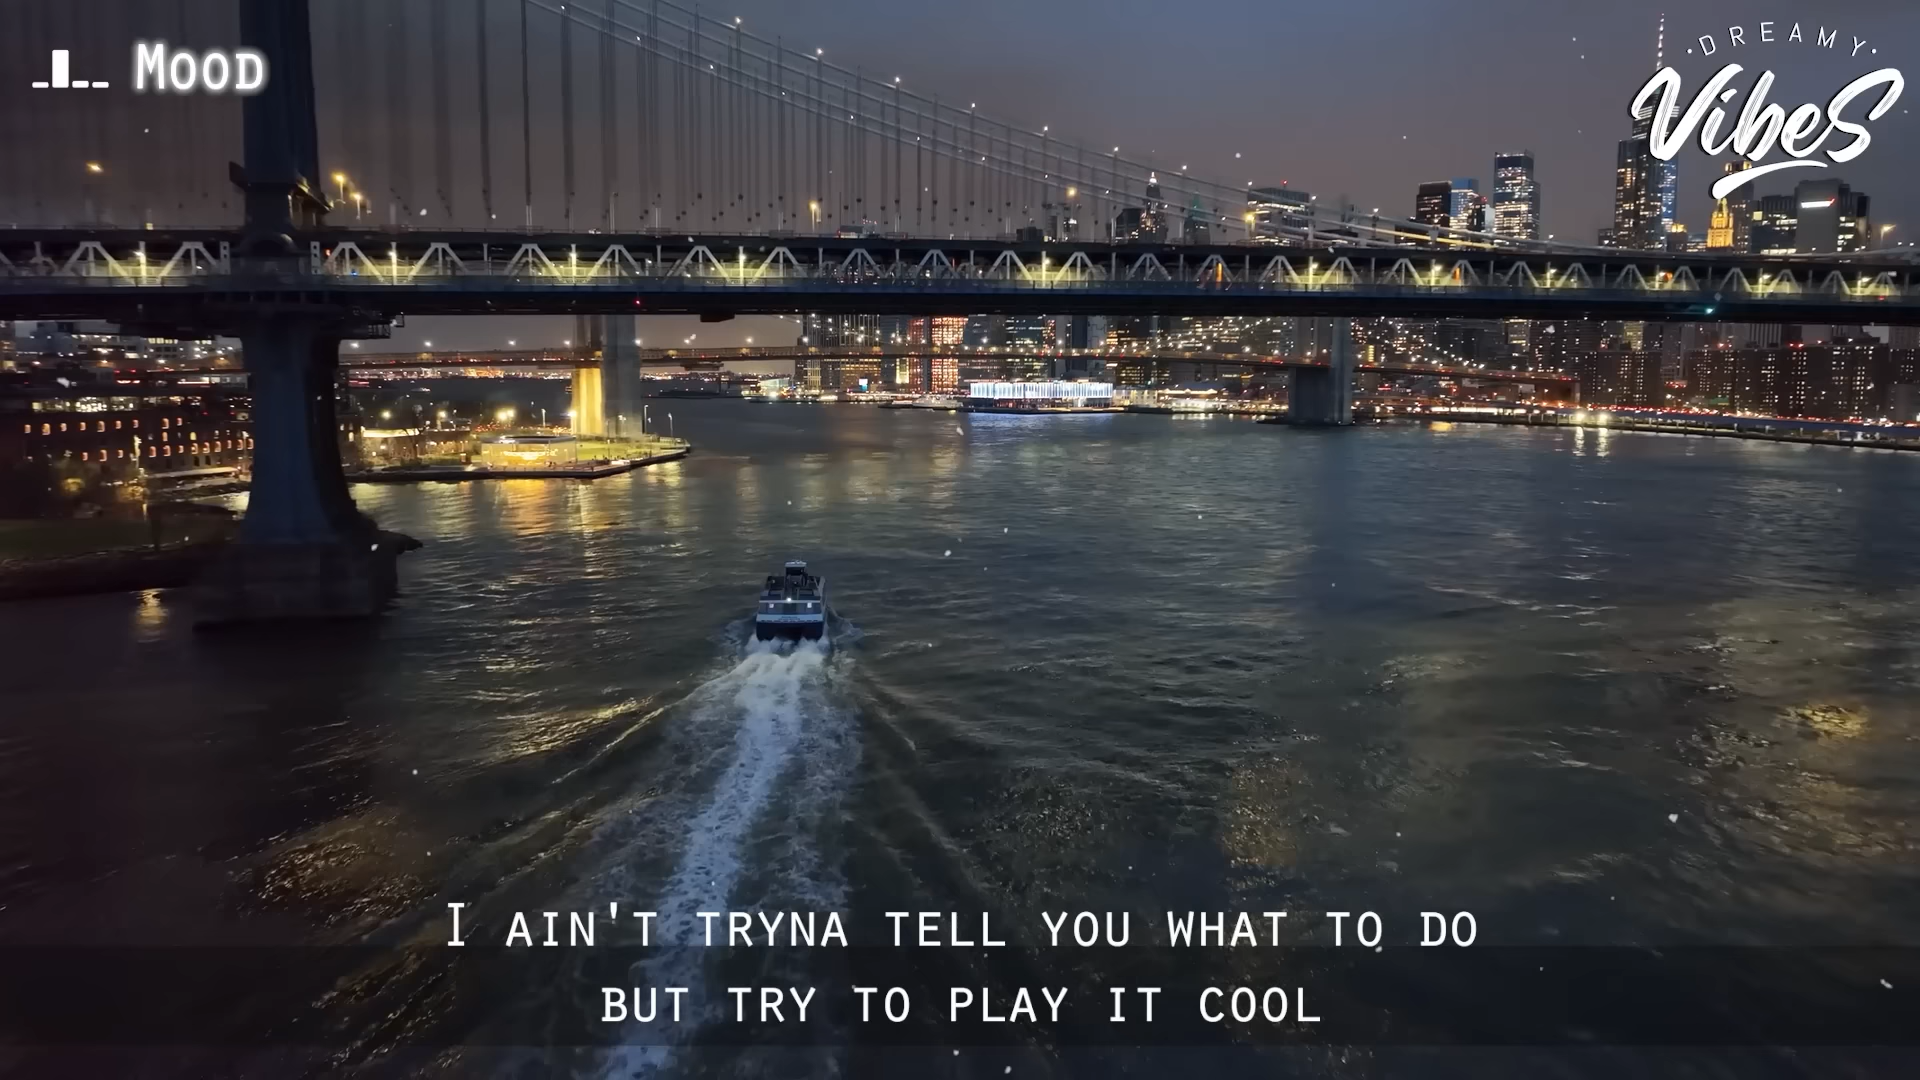 Mood
DREAMY
Vibes
I AIN'T TRYNA TELL YOU WHAT TO DO
BUT TRY TO PLAY IT COOL